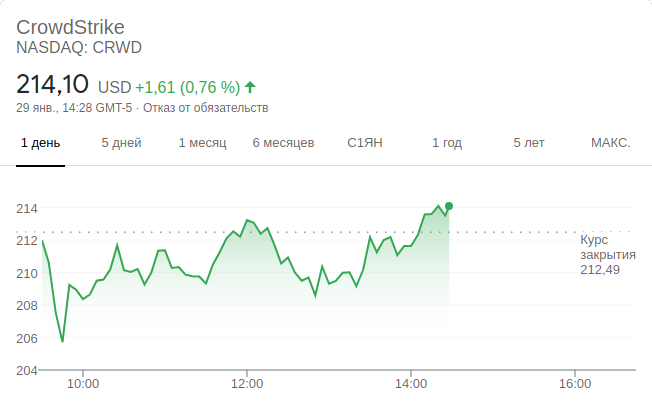 CrowdStrike
NASDAQ: CRWD
214,10 USD +1,61 (0,76 %)
29 янв., 14:28 GMT-5 · Отказ от обязательств
1 день 5 дней 1 месяц 6 месяцев С1ЯН 1 год 5 лет МАКС.
214
212
210
208
206
204
Курс
закрытия
212,49
10:00 12:00 14:00 16:00